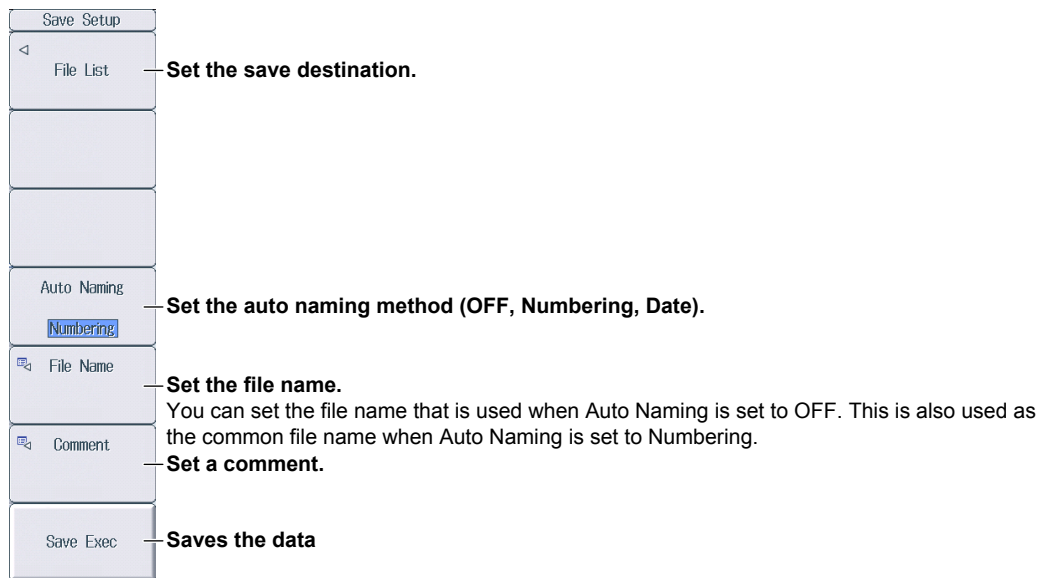 Save Setup
File List
Set the save destination.
Auto Naming
Numbering
Set the auto naming method (OFF, Numbering, Date).
File Name
Set the file name.
You can set the file name that is used when Auto Naming is set to OFF. This is also used as
the common file name when Auto Naming is set to Numbering.
Comment
Set a comment.
Save Exec
Saves the data